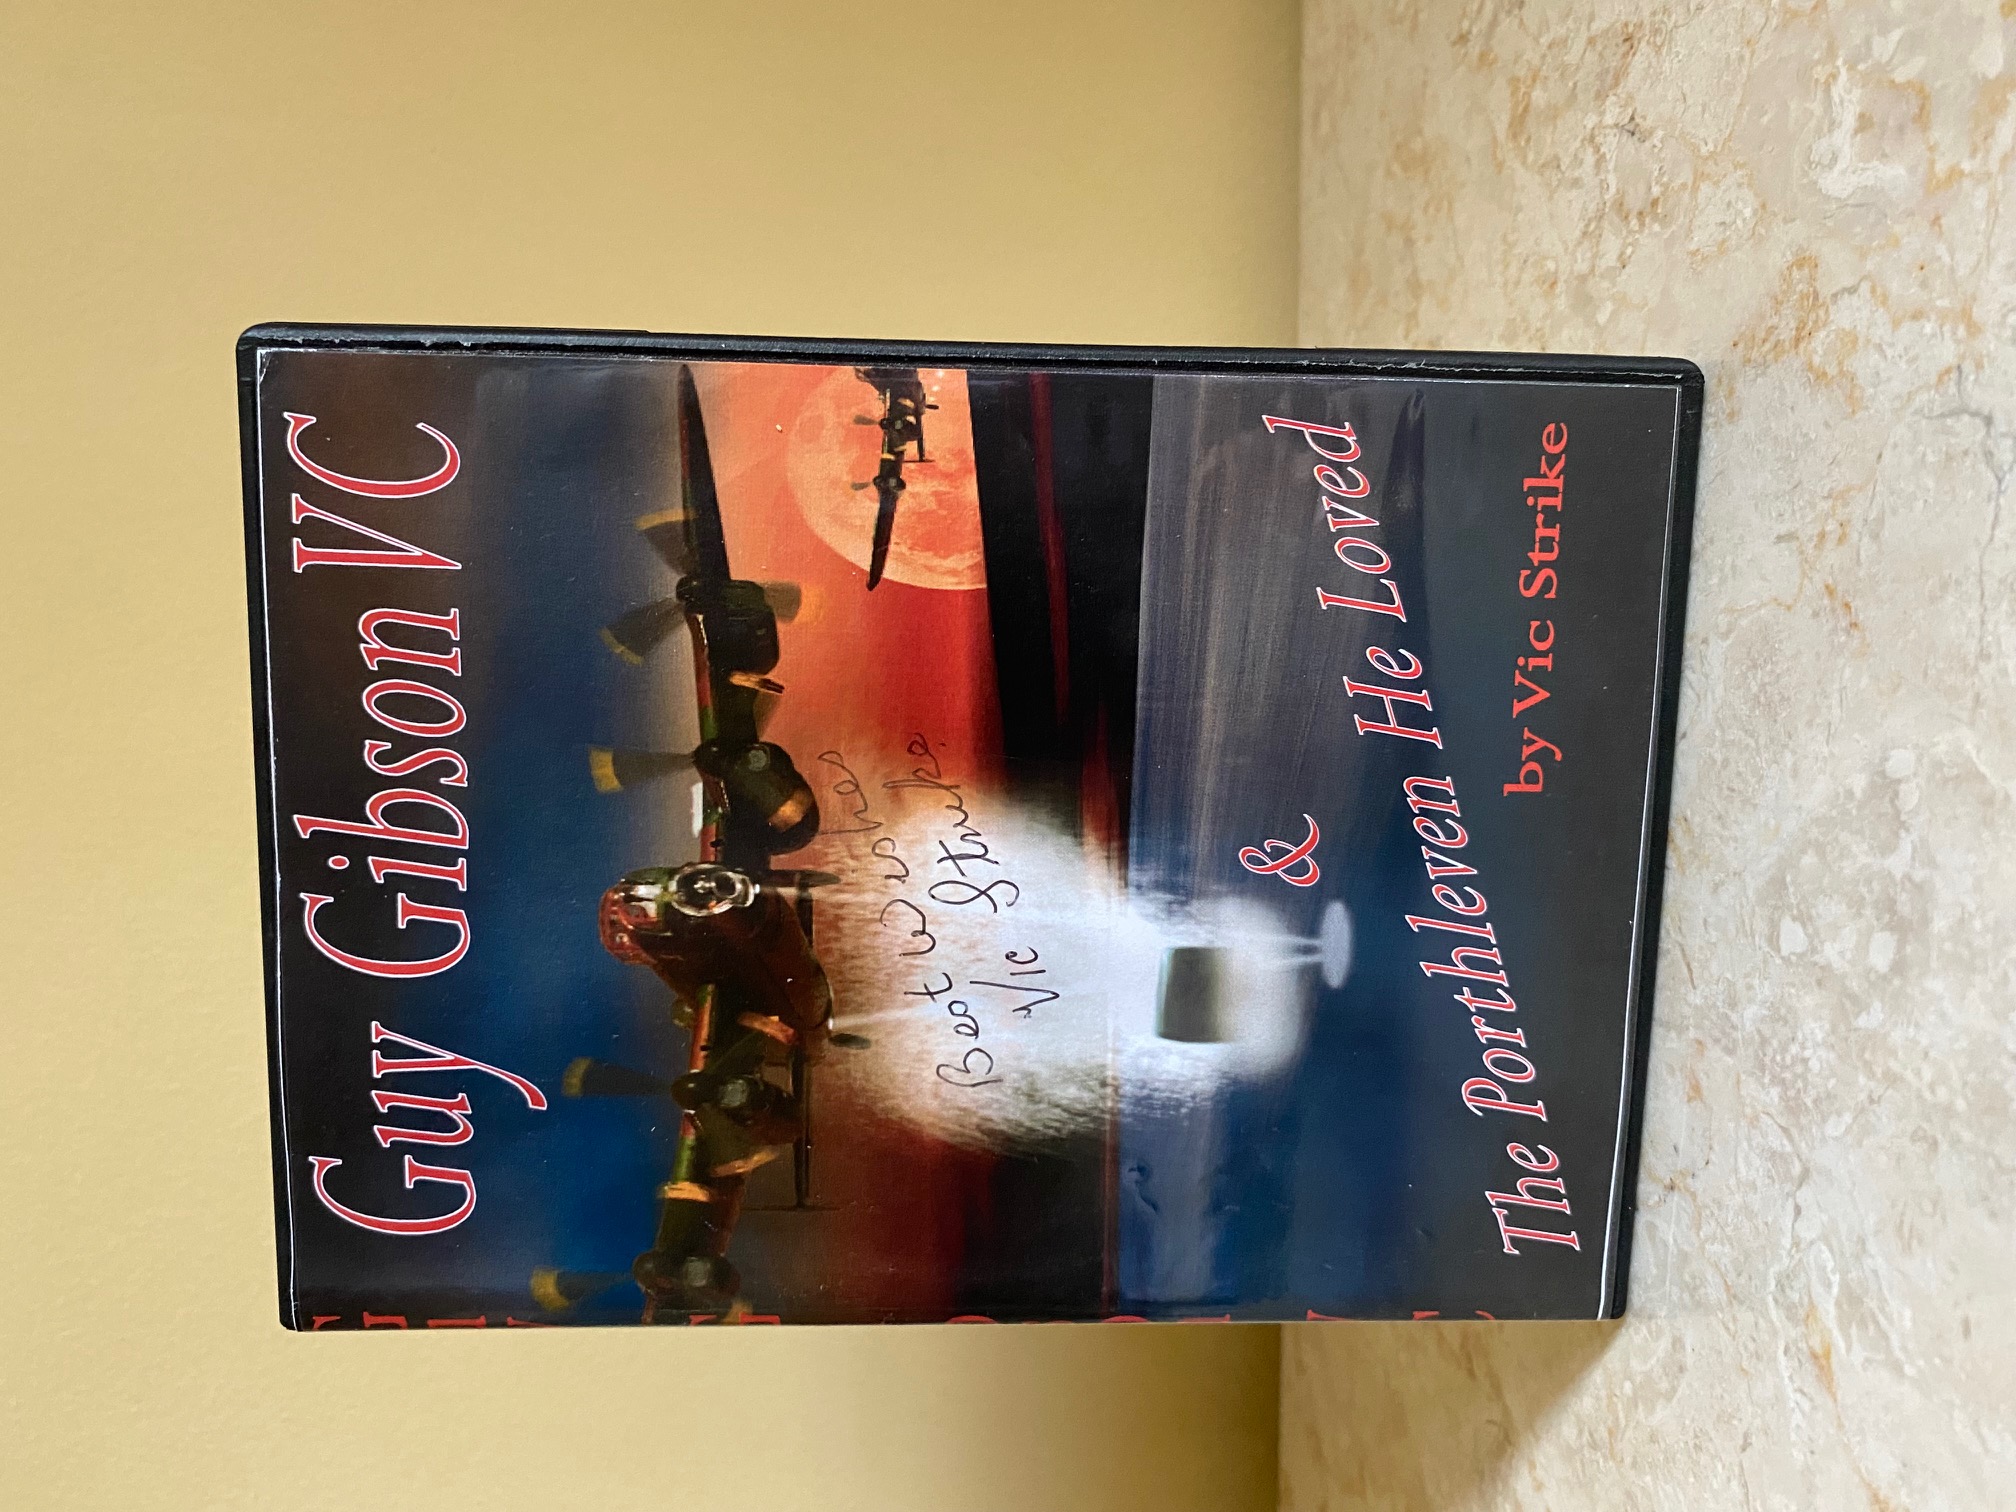 Guy Gibson VC
Best wishes
Vic Strike.
&
The Porthleven He Loved
by Vic Strike